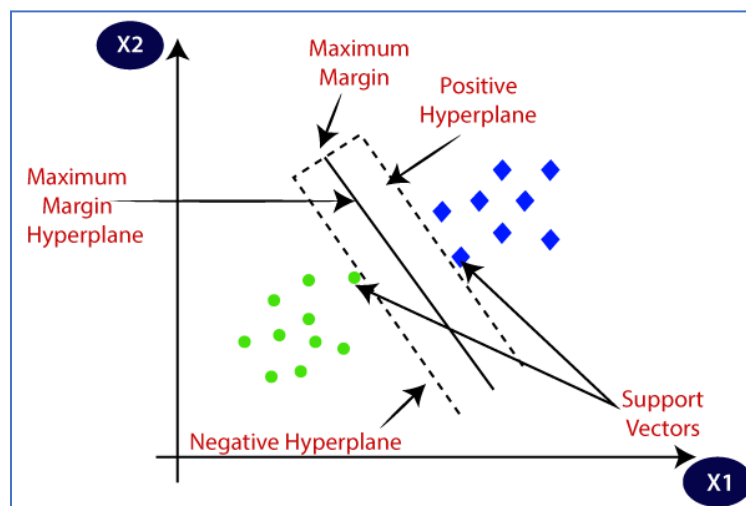 X2
Maximum
Margin
Positive
Hyperplane
Maximum
Margin
Hyperplane
Support
Vectors
Negative Hyperplane
X1